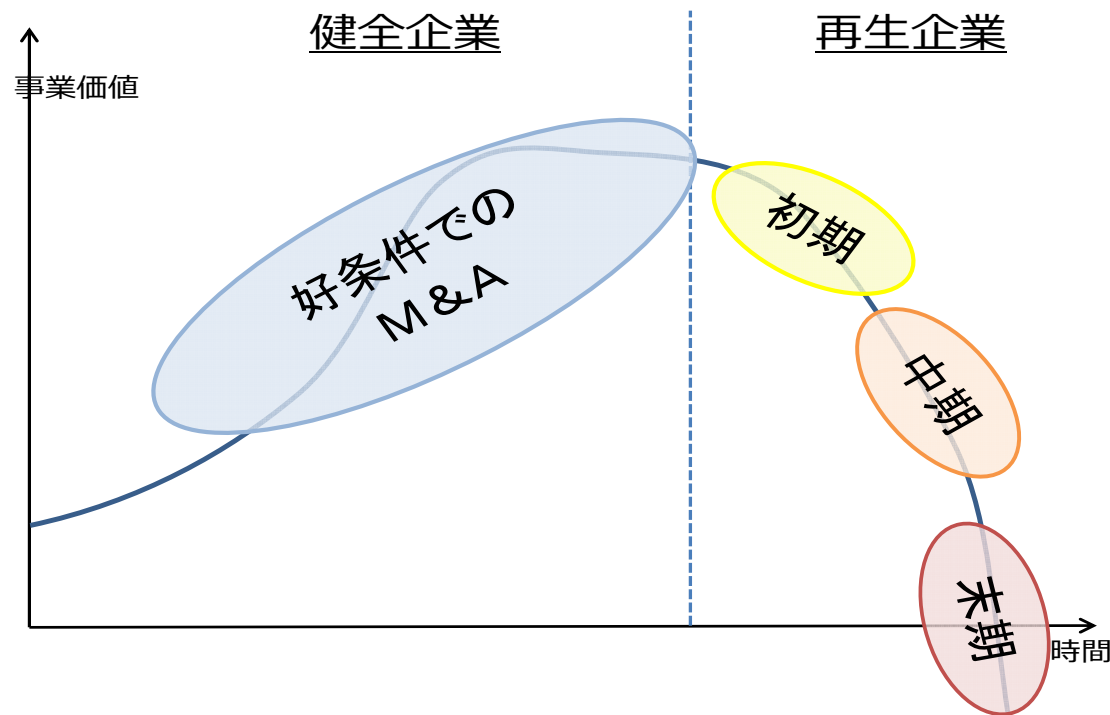 健全企業
再生企業
事業価値
好条件での
M&A
初期
中期
末期
時間